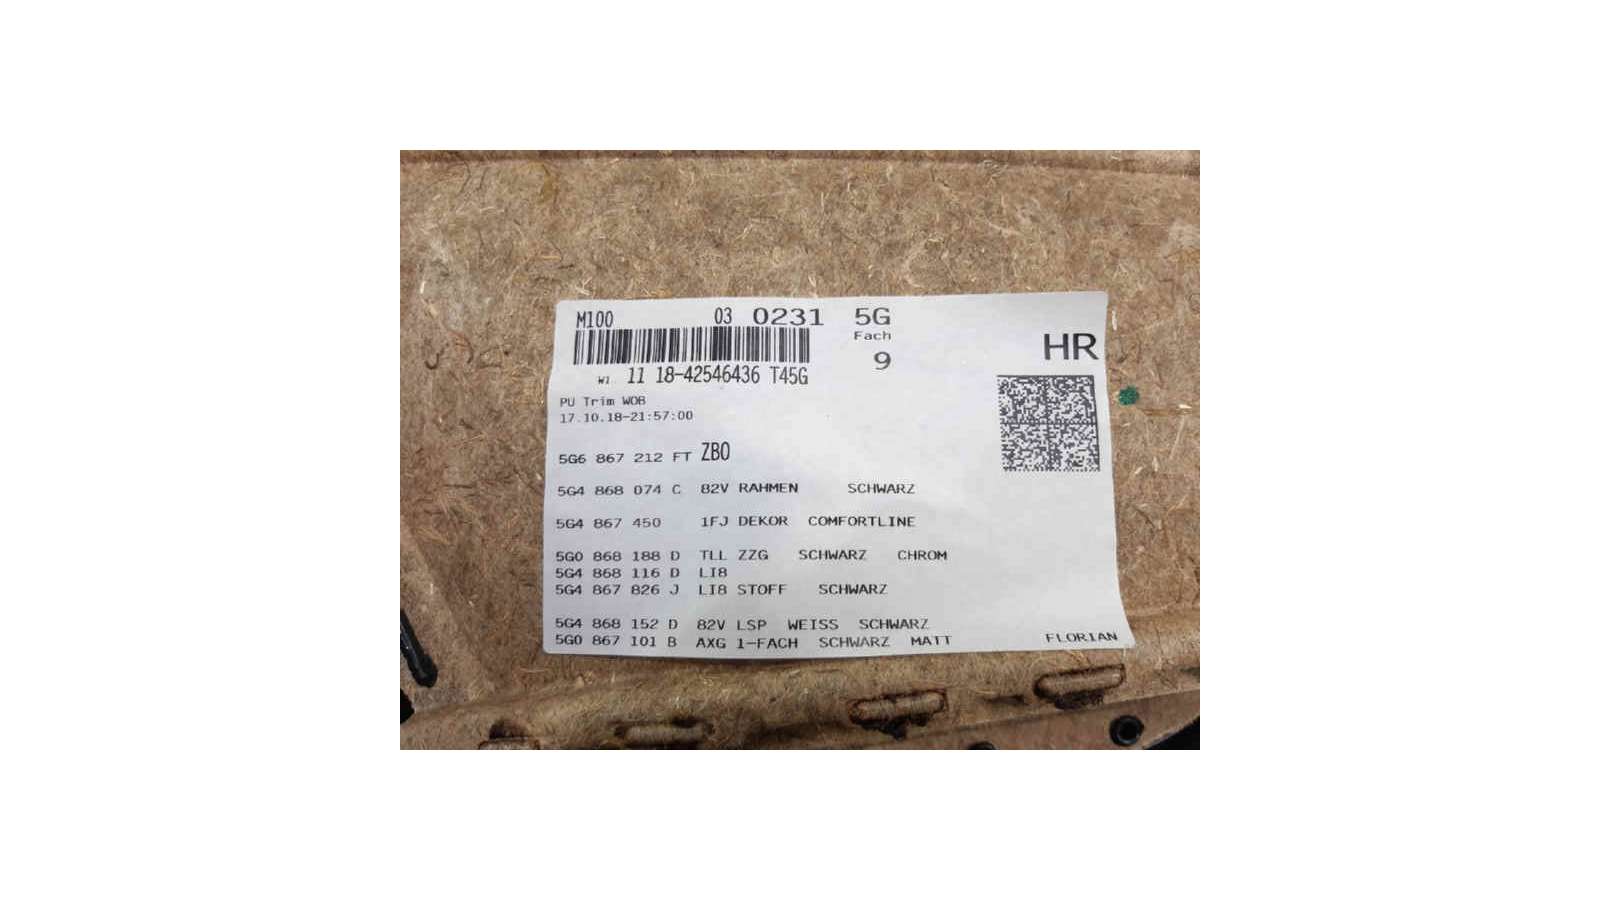 M100 03 0231 5G
Fach
9
HR
W1 11 18-42546436 T45G
PU Trim WOB
17.10.18-21:57:00
5G6 867 212 FT ZB0
5G4 868 074 C 82V RAHMEN SCHWARZ
5G4 867 450 1FJ DEKOR COMFORTLINE
5G0 868 188 D TLL ZZG SCHWARZ CHROM
5G4 868 116 D LI8
5G4 867 826 J LI8 STOFF SCHWARZ
5G4 868 152 D 82V LSP WEISS SCHWARZ
5G0 867 101 B AXG 1-FACH SCHWARZ MATT FLORIAN